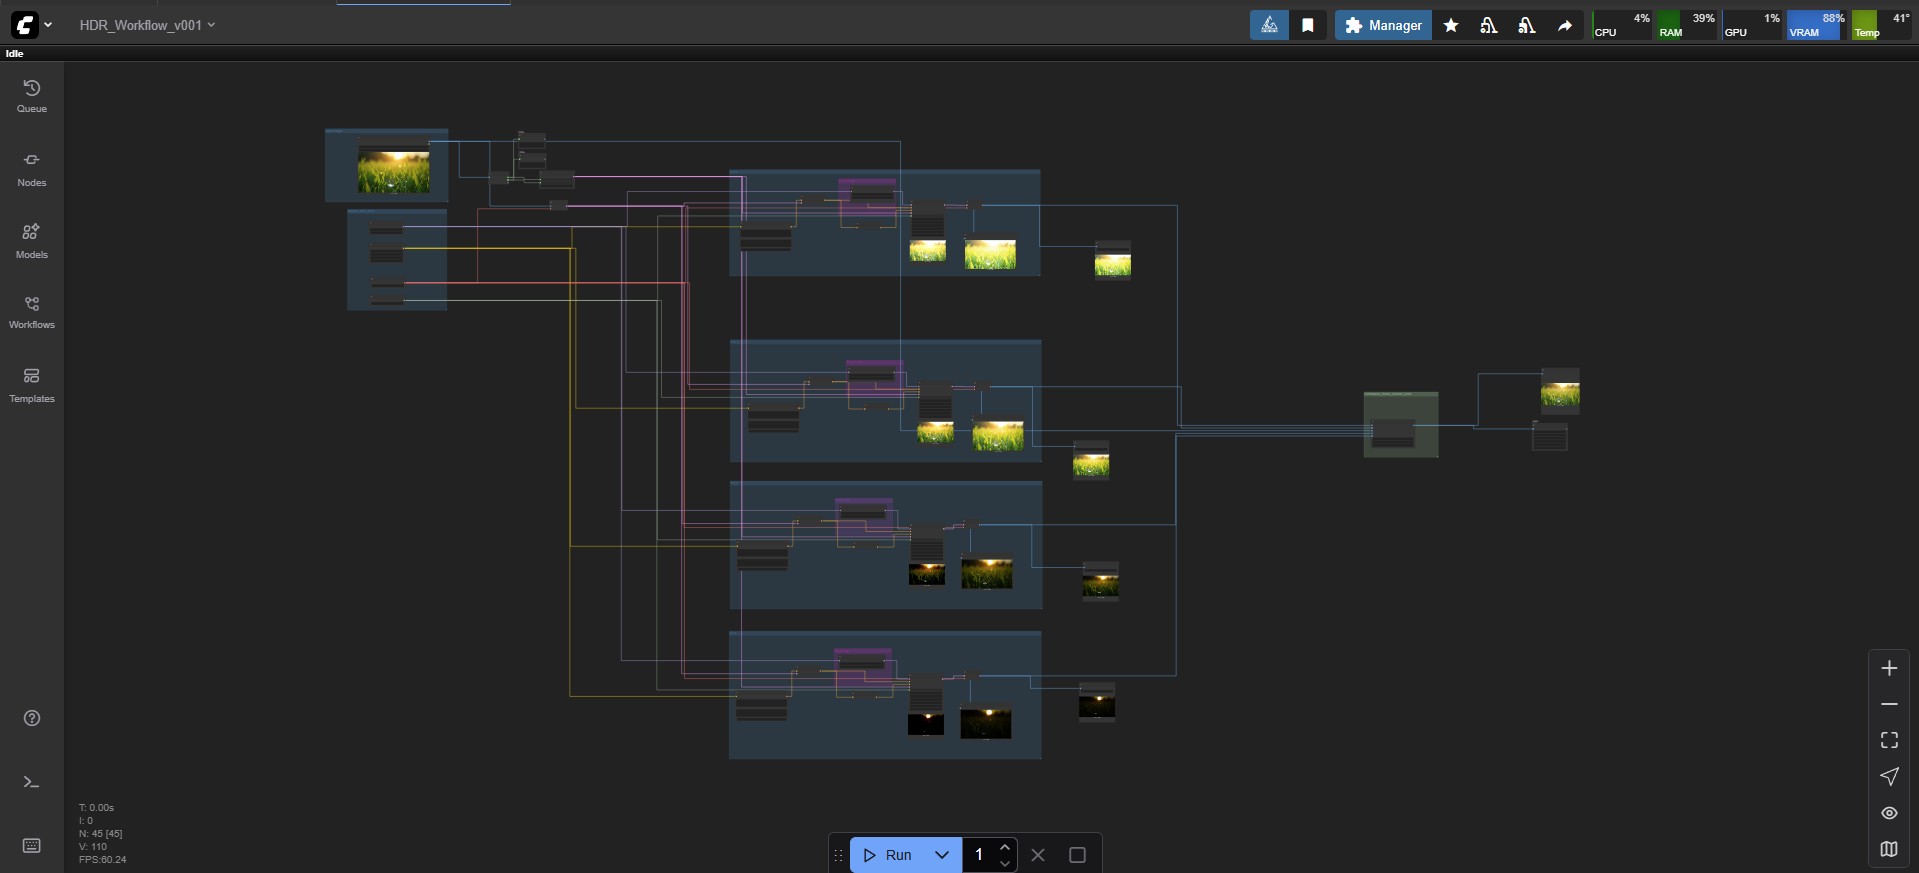 HDR_Workflow_v001
Manager
4%
CPU
39%
RAM
1%
GPU
88%
VRAM
41°
Temp
Idle
Queue
Nodes
Models
Workflows
Templates
T: 0.00s
I: 0
N: 45 [45]
V: 110
FPS:60.24
Run
1